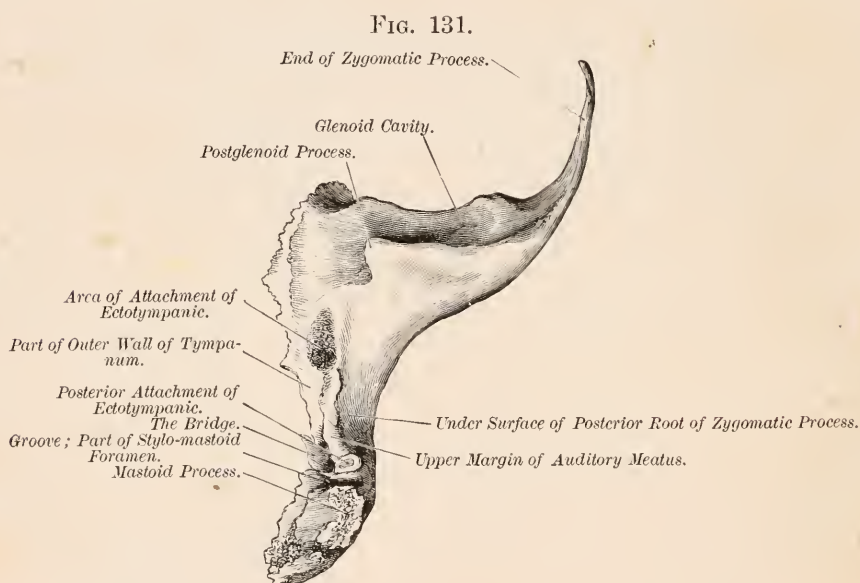 FIG. 131.
End of Zygomatic Process.
Glenoid Cavity.
Postglenoid Process.
Area of Attachment of
Ectotympanic.
Part of Outer Wall of Tympa-
num.
Posterior Attachment of
Ectotympanic.
The Bridge.
Groove; Part of Stylo-mastoid
Foramen.
Mastoid Process.
Under Surface of Posterior Root of Zygomatic Process.
Upper Margin of Auditory Meatus.